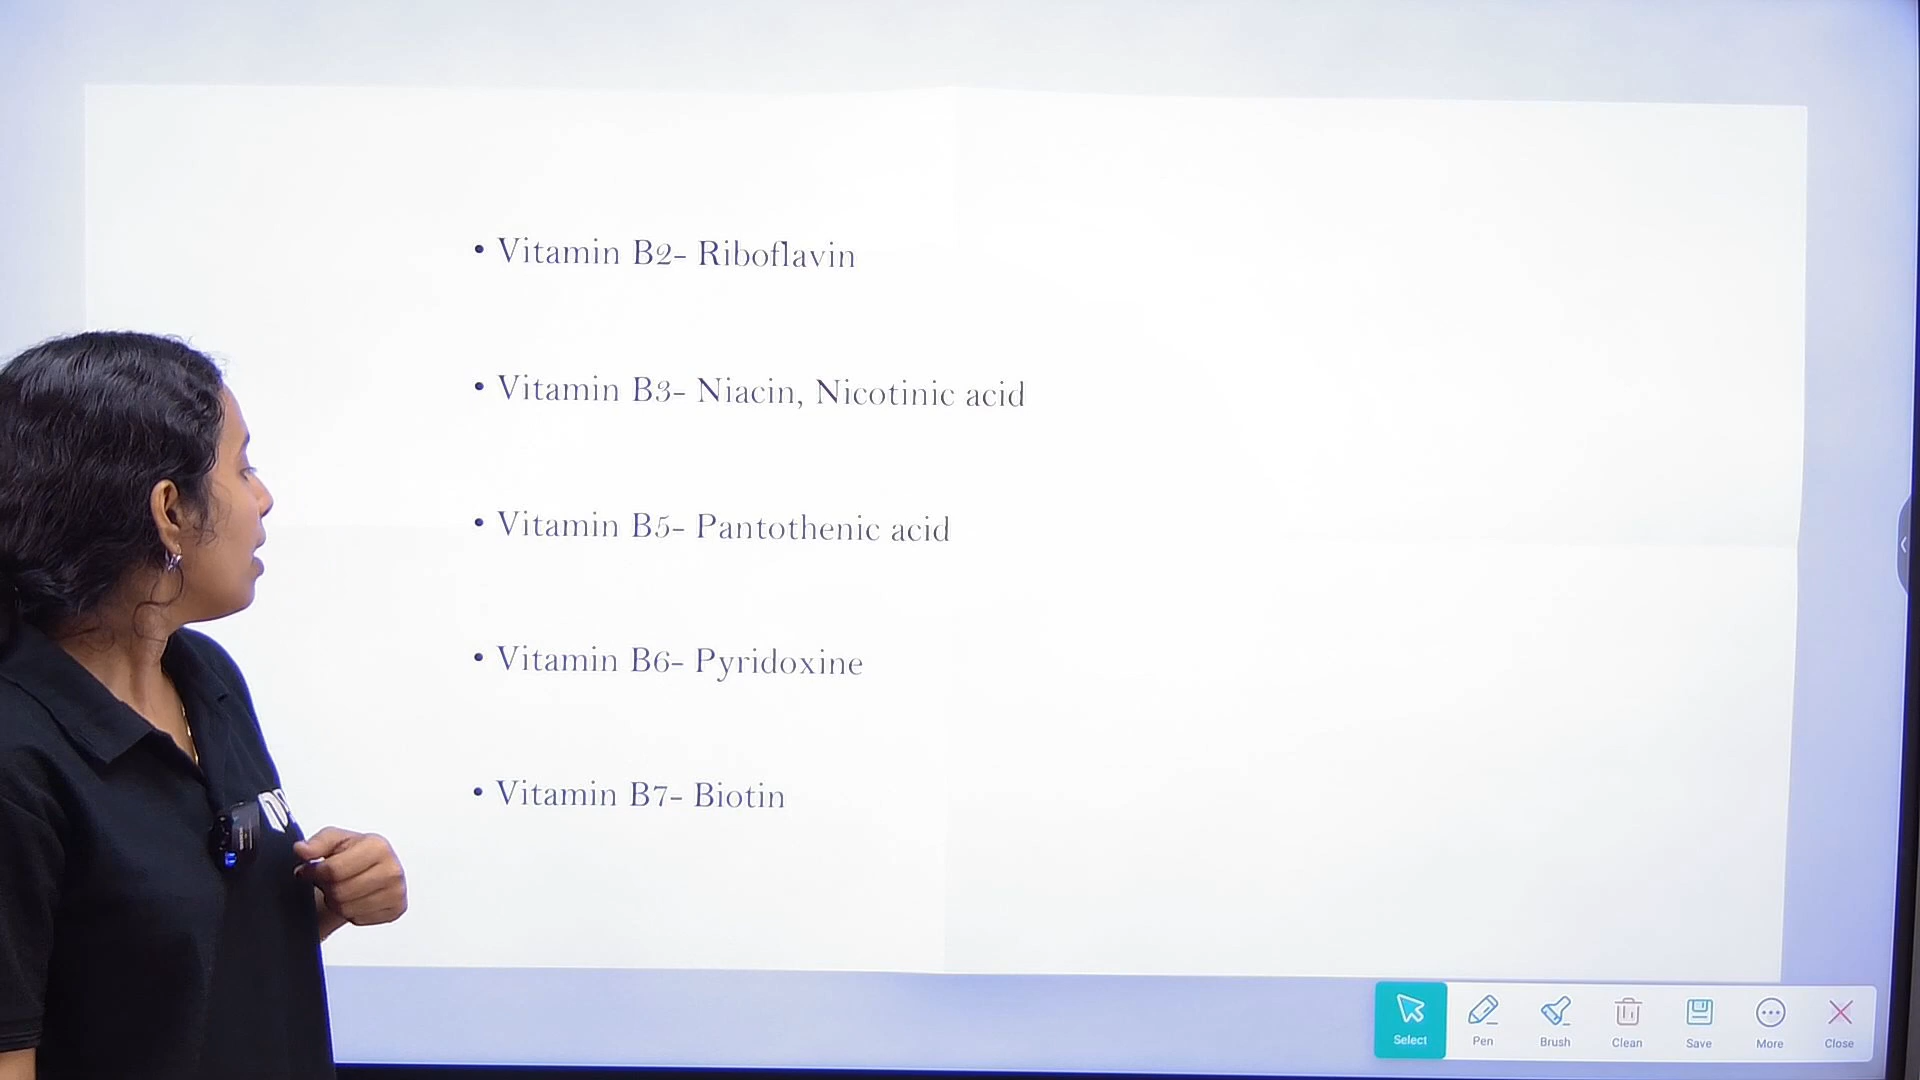 • Vitamin B2- Riboflavin
• Vitamin B3- Niacin, Nicotinic acid
• Vitamin B5- Pantothenic acid
• Vitamin B6- Pyridoxine
• Vitamin B7- Biotin
Select Pen Brush Clean Save More Close